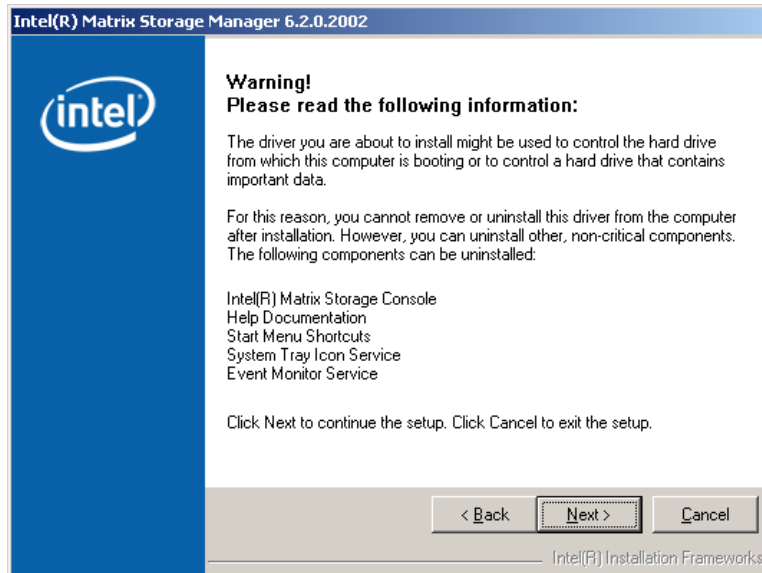 Intel(R) Matrix Storage Manager 6.2.0.2002
intel
Warning!
Please read the following information:
The driver you are about to install might be used to control the hard drive
from which this computer is booting or to control a hard drive that contains
important data.
For this reason, you cannot remove or uninstall this driver from the computer
after installation. However, you can uninstall other, non-critical components.
The following components can be uninstalled:
Intel(R) Matrix Storage Console
Help Documentation
Start Menu Shortcuts
System Tray Icon Service
Event Monitor Service
Click Next to continue the setup. Click Cancel to exit the setup.
< Back Next > Cancel
Intel(R) Installation Frameworks